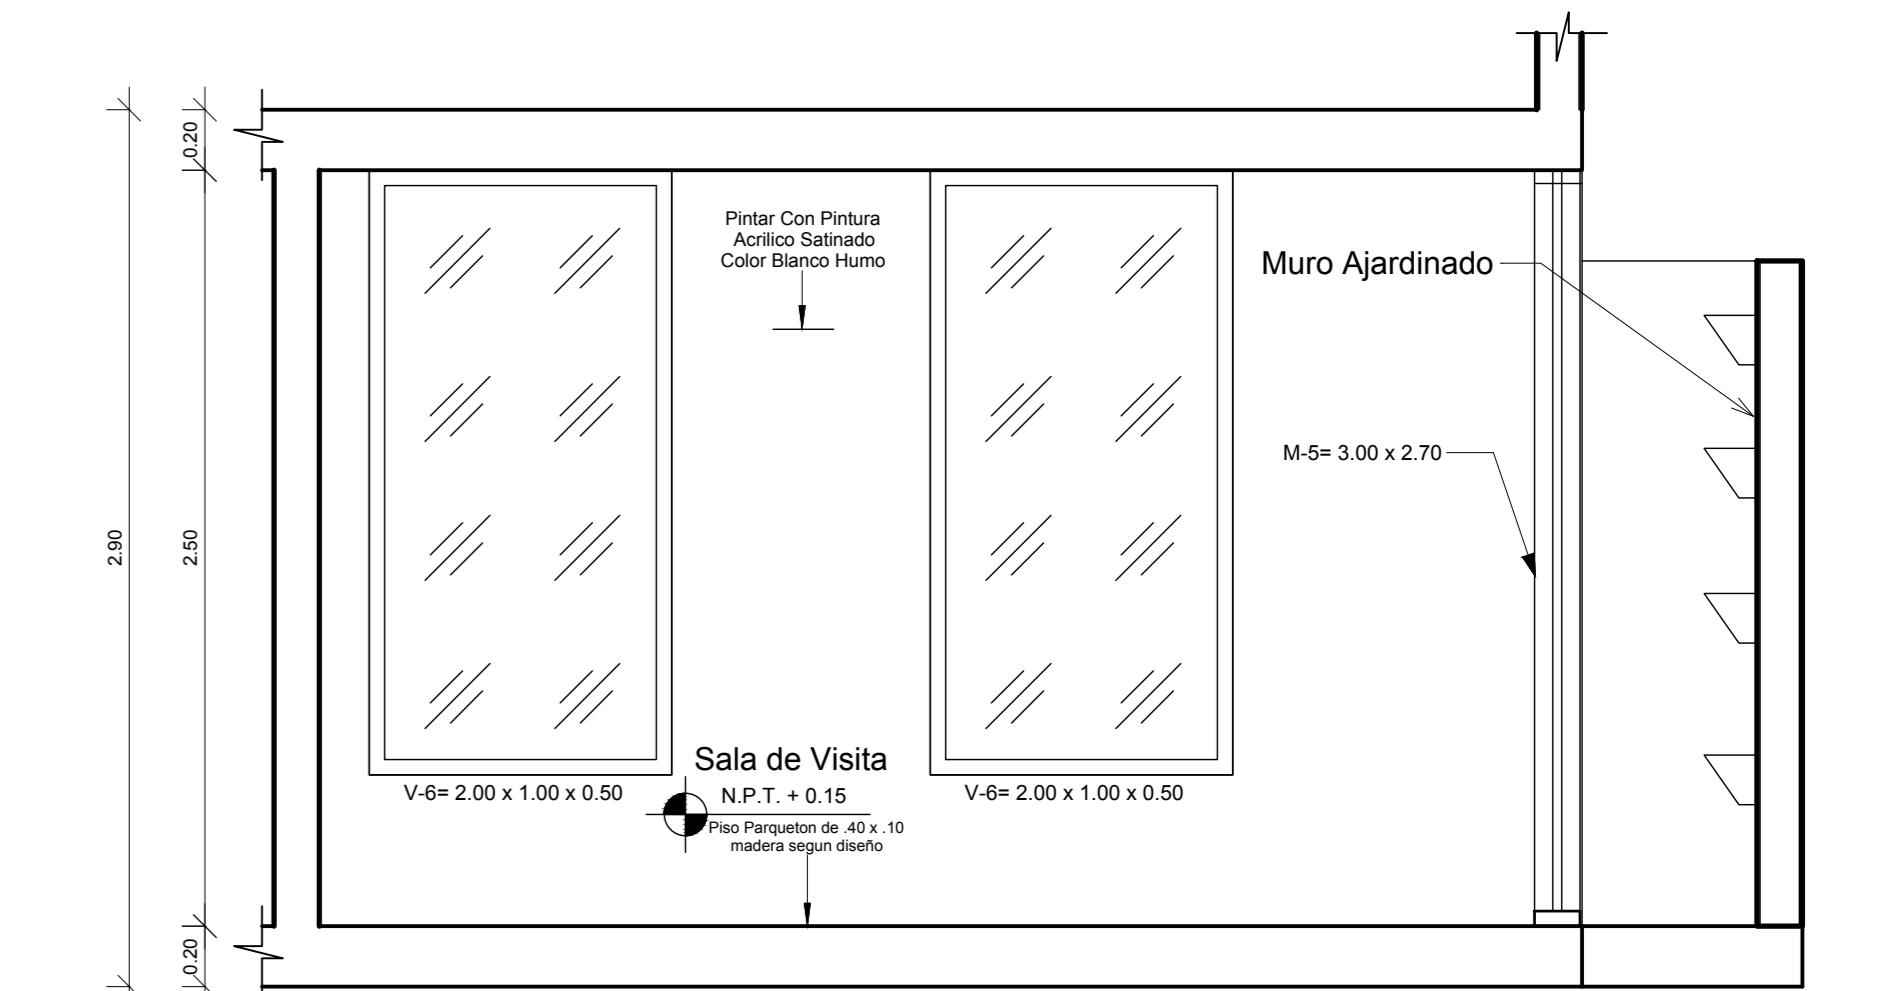 0.20
Pintar Con Pintura
Acrilico Satinado
Color Blanco Humo
Muro Ajardinado
M-5= 3.00 x 2.70
2.90
2.50
Sala de Visita
V-6= 2.00 x 1.00 x 0.50
N.P.T. + 0.15
V-6= 2.00 x 1.00 x 0.50
Piso Parqueton de .40 x .10
madera segun diseño
0.20